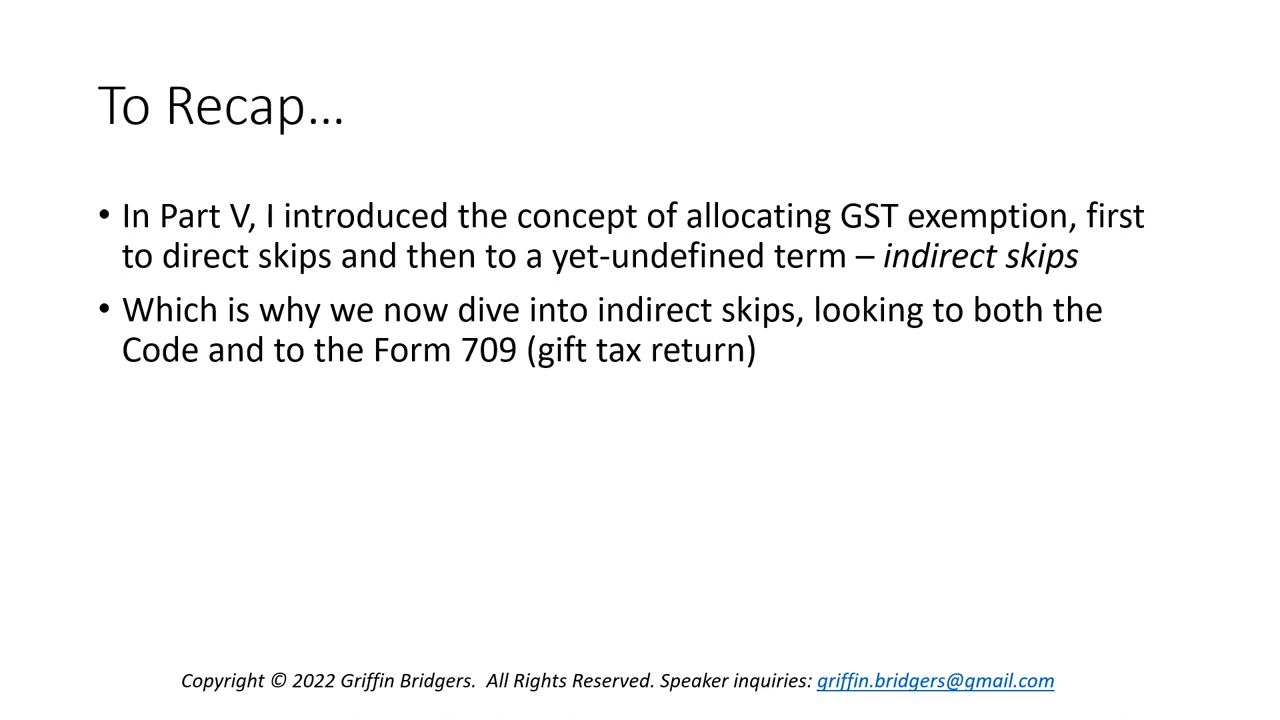 To Recap…
• In Part V, I introduced the concept of allocating GST exemption, first
to direct skips and then to a yet-undefined term – indirect skips
• Which is why we now dive into indirect skips, looking to both the
Code and to the Form 709 (gift tax return)
Copyright © 2022 Griffin Bridgers.  All Rights Reserved. Speaker inquiries: griffin.bridgers@gmail.com